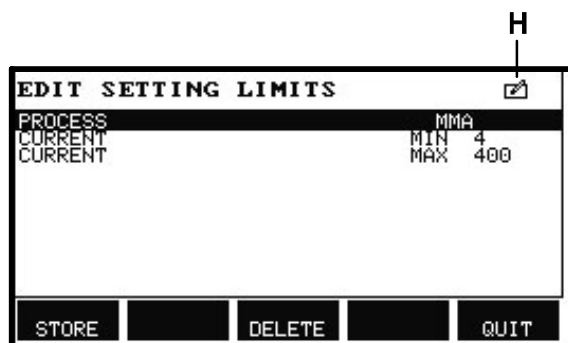 H
EDIT SETTING LIMITS
PROCESS MMA
CURRENT MIN 4
CURRENT MAX 400
STORE DELETE QUIT